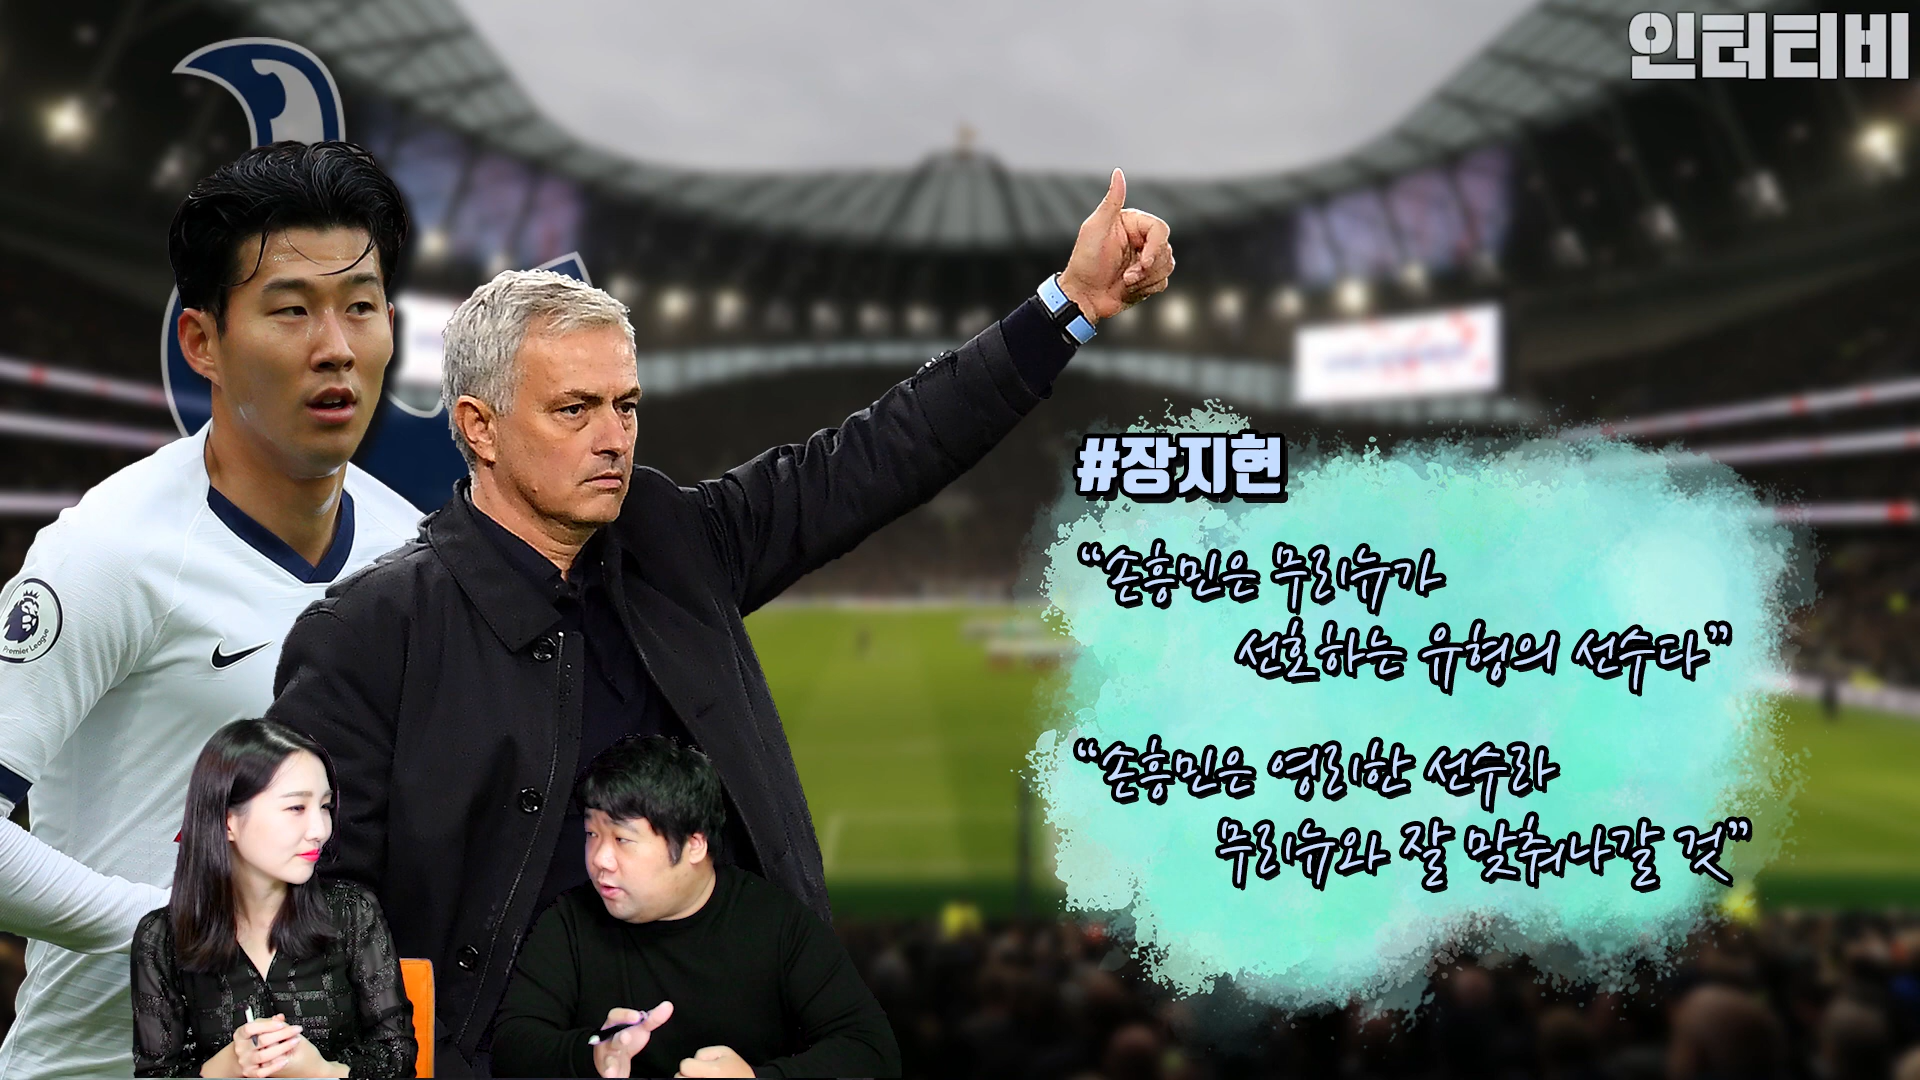 인터티비
#장지현
“손흥민은 무리뉴가
선호하는 유형의 선수다”
“손흥민은 영리한 선수라
무리뉴와 잘 맞춰나갈 것”
Premier League